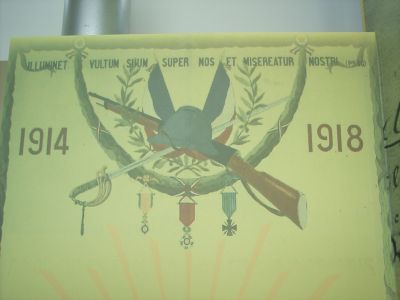 ILLUMINET VULTUM SUUM SUPER NOS ET MISEREATUR NOSTRI
1914 1918